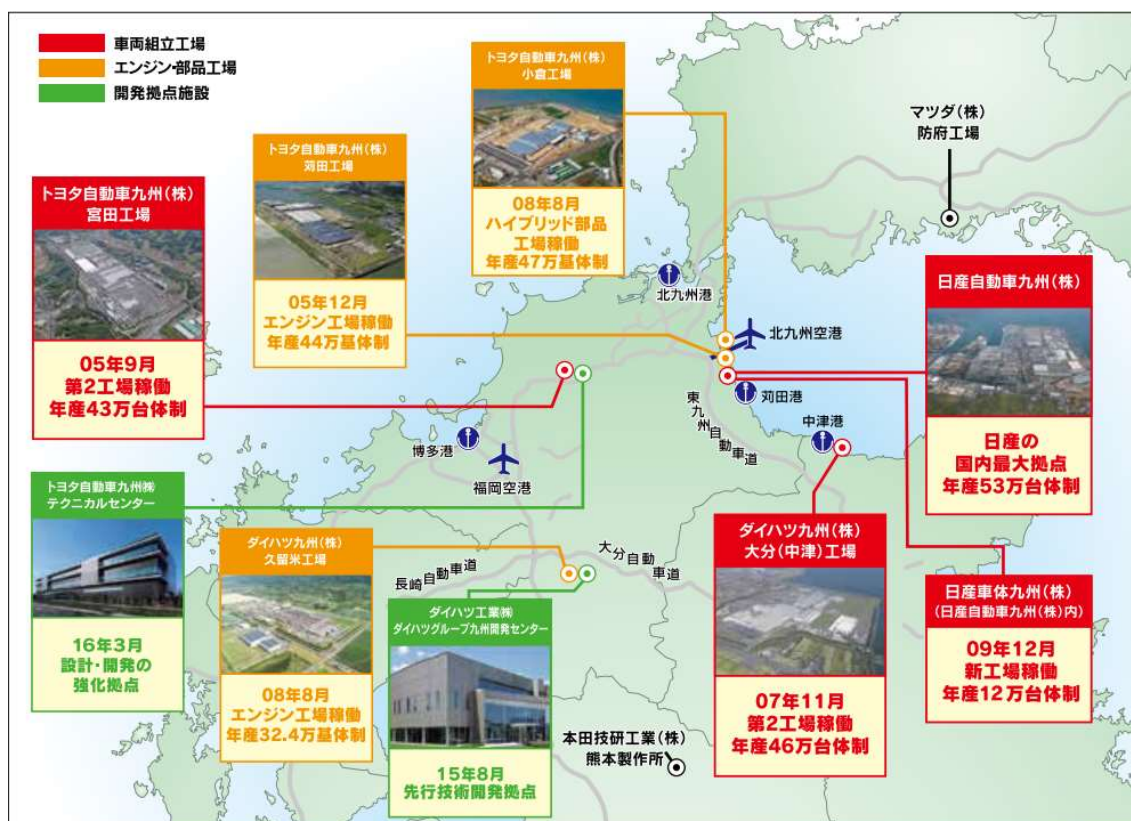 車両組立工場
エンジン・部品工場
開発拠点施設
トヨタ自動車九州(株)
小倉工場
08年8月
ハイブリッド部品
工場稼働
年産47万基体制
トヨタ自動車九州(株)
苅田工場
05年12月
エンジン工場稼働
年産44万基体制
トヨタ自動車九州(株)
宮田工場
05年9月
第2工場稼働
年産43万台体制
マツダ(株)
防府工場
日産自動車九州(株)
日産の
国内最大拠点
年産53万台体制
北九州港
北九州空港
苅田港
中津港
東九州自動車道
博多港
福岡空港
長崎自動車道
大分自動車道
トヨタ自動車九州㈱
テクニカルセンター
16年3月
設計・開発の
強化拠点
ダイハツ九州(株)
久留米工場
08年8月
エンジン工場稼働
年産32.4万基体制
ダイハツ工業㈱
ダイハツグループ九州開発センター
15年8月
先行技術開発拠点
ダイハツ九州(株)
大分(中津)工場
07年11月
第2工場稼働
年産46万台体制
日産車体九州(株)
(日産自動車九州(株)内)
09年12月
新工場稼働
年産12万台体制
本田技研工業(株)
熊本製作所